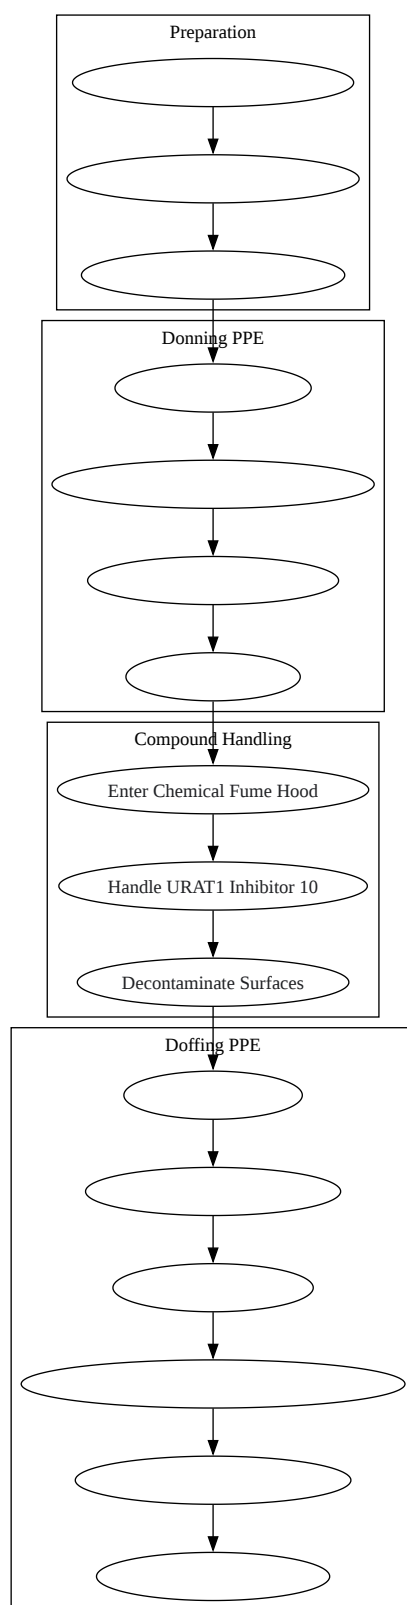 Preparation
Donning PPE
Compound Handling
Enter Chemical Fume Hood
Handle URAT1 Inhibitor 10
Decontaminate Surfaces
Doffing PPE